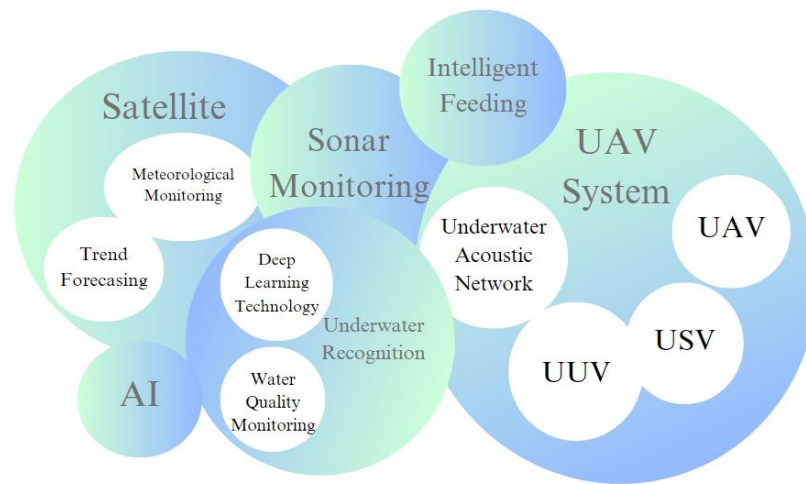 Satellite
Meteorological
Monitoring
Trend
Forecasing
Sonar
Monitoring
Intelligent
Feeding
UAV
System
Underwater
Acoustic
Network
UAV
USV
UUV
Deep
Learning
Technology
Underwater
Recognition
Water
Quality
Monitoring
AI